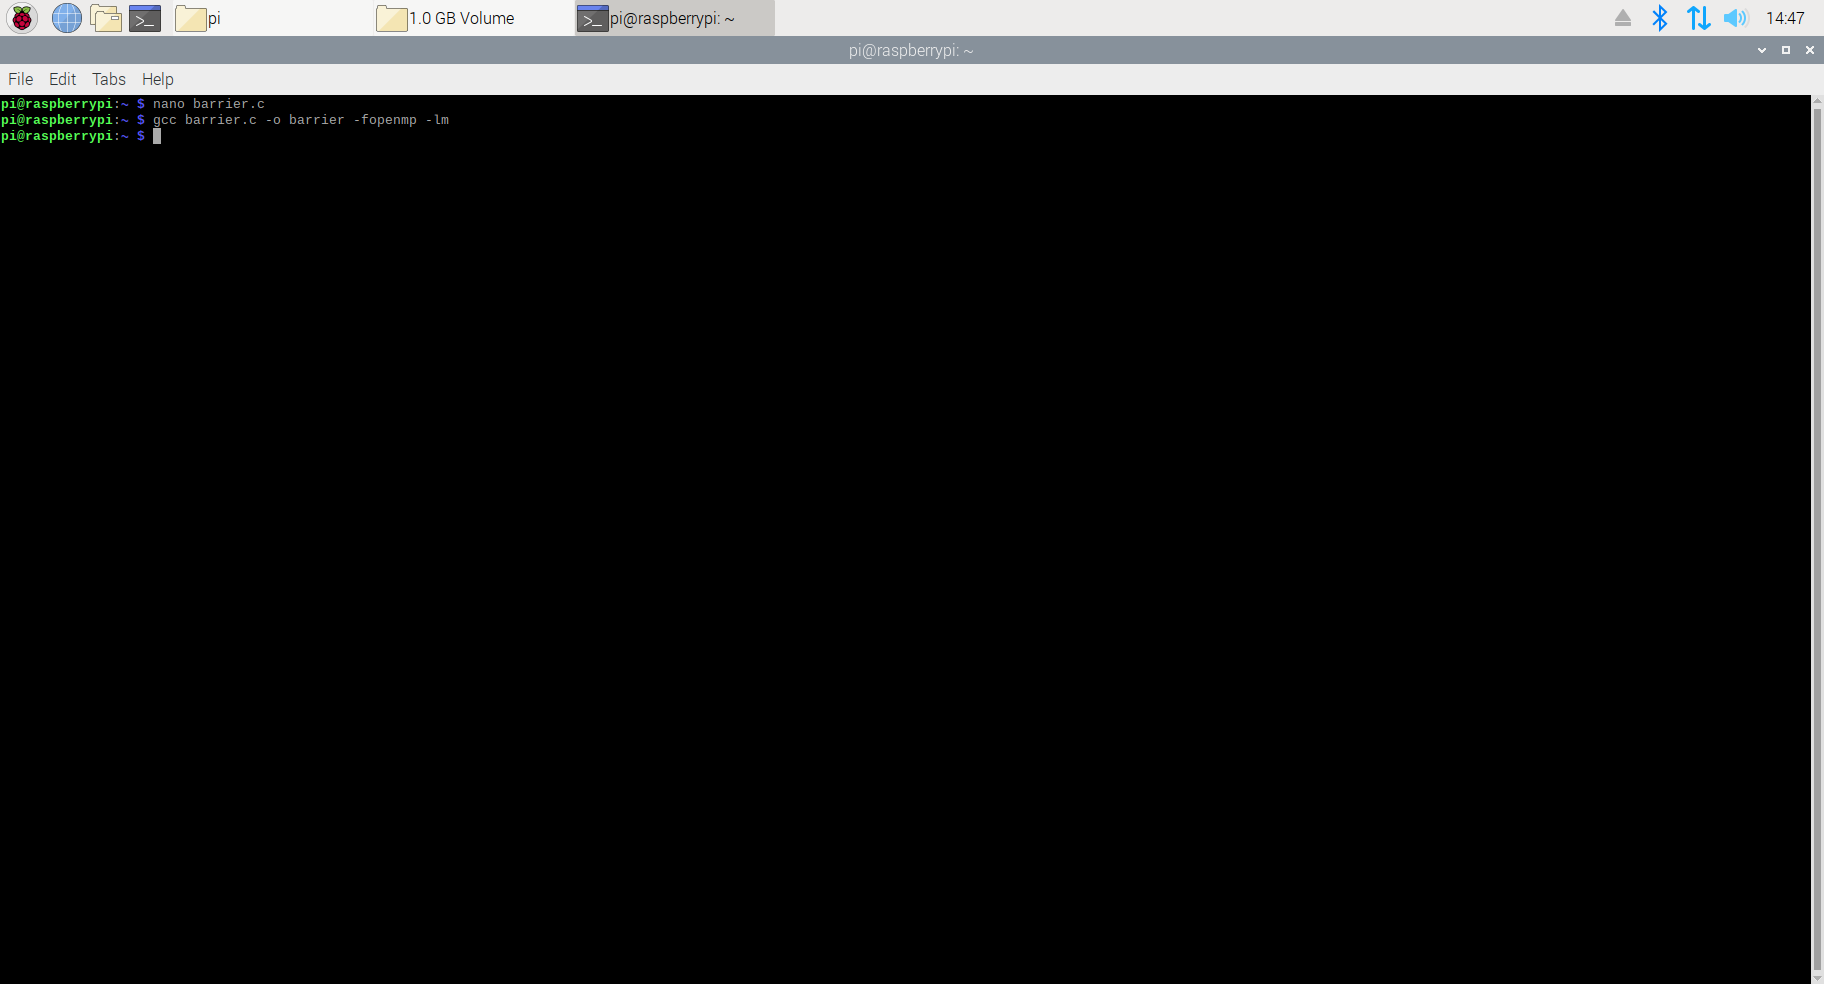 pi
1.0 GB Volume
pi@raspberrypi: ~
14:47
pi@raspberrypi: ~
File Edit Tabs Help
pi@raspberrypi:~ $ nano barrier.c
pi@raspberrypi:~ $ gcc barrier.c -o barrier -fopenmp -lm
pi@raspberrypi:~ $